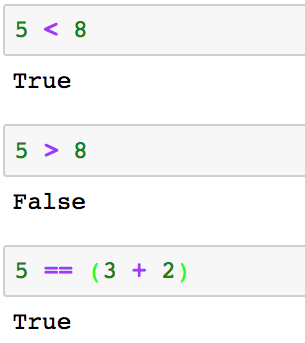 5 < 8
True
5 > 8
False
5 == (3 + 2)
True